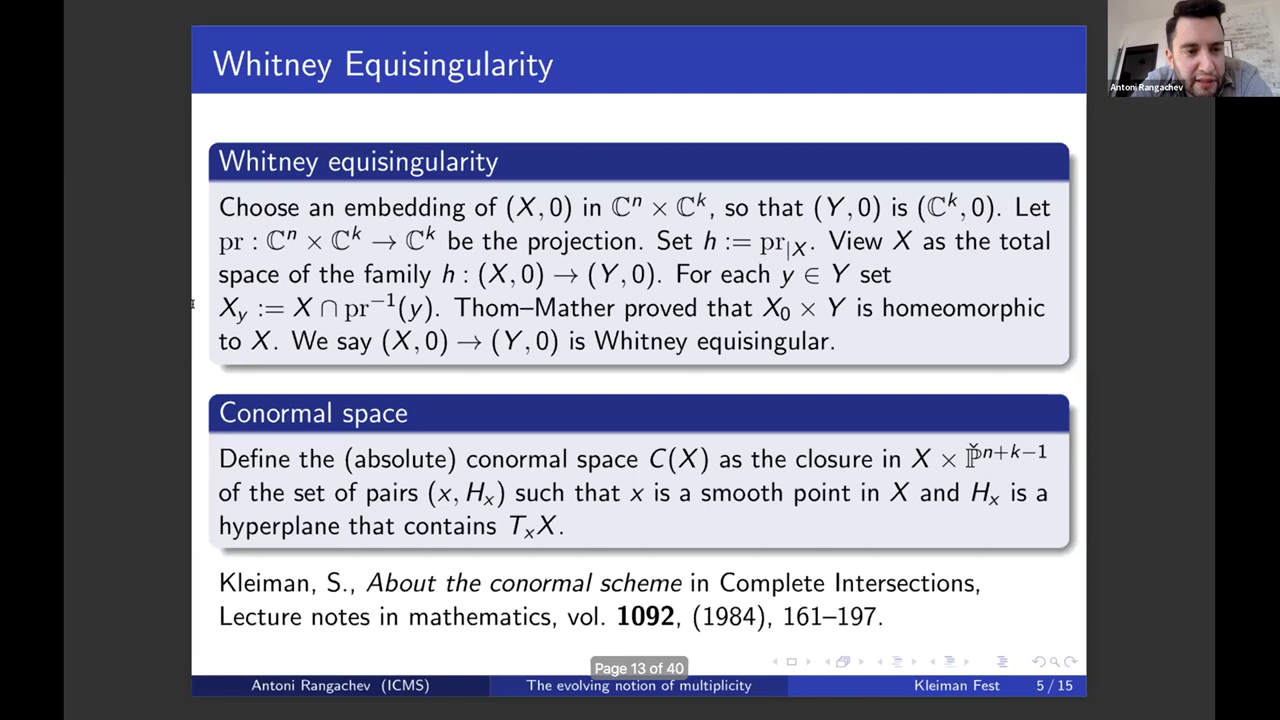 Whitney Equisingularity
Antoni Rangachev
Whitney equisingularity
Choose an embedding of (X, 0) in ℂⁿ × ℂᵏ, so that (Y, 0) is (ℂᵏ, 0). Let
pr : ℂⁿ × ℂᵏ → ℂᵏ be the projection. Set h := pr|X. View X as the total
space of the family h : (X, 0) → (Y, 0). For each y ∈ Y set
X_y := X ∩ pr⁻¹(y). Thom–Mather proved that X₀ × Y is homeomorphic
to X. We say (X, 0) → (Y, 0) is Whitney equisingular.
Conormal space
Define the (absolute) conormal space C(X) as the closure in X × ℙ̌ⁿ⁺ᵏ⁻¹
of the set of pairs (x, Hₓ) such that x is a smooth point in X and Hₓ is a
hyperplane that contains TₓX.
Kleiman, S., About the conormal scheme in Complete Intersections,
Lecture notes in mathematics, vol. 1092, (1984), 161–197.
Page 13 of 40
Antoni Rangachev (ICMS) The evolving notion of multiplicity Kleiman Fest 5 / 15